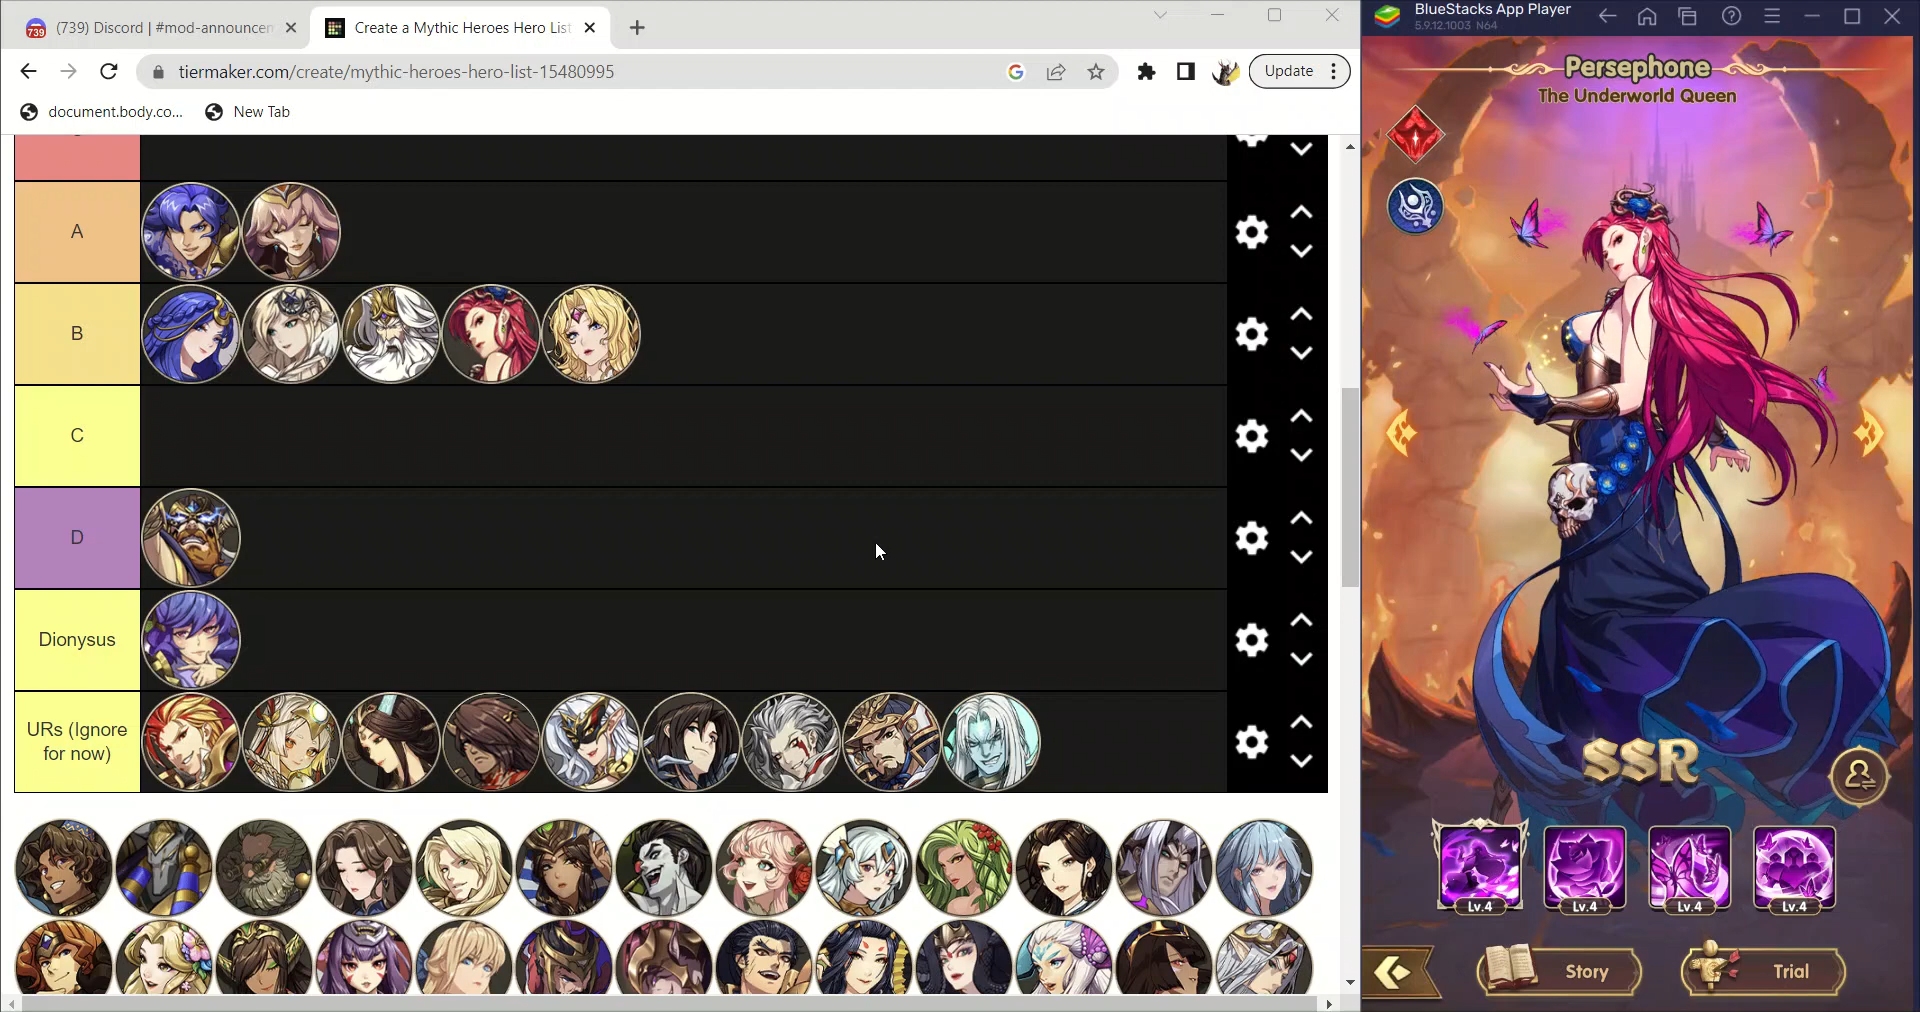 (739) Discord | #mod-announcem
Create a Mythic Heroes Hero List
BlueStacks App Player
5.9.12.1003 N64
739
tiermaker.com/create/mythic-heroes-hero-list-15480995
Update
document.body.co...
New Tab
Persephone
The Underworld Queen
A
B
C
D
Dionysus
URs (Ignore
for now)
SSR
Lv.4
Lv.4
Lv.4
Lv.4
Story
Trial